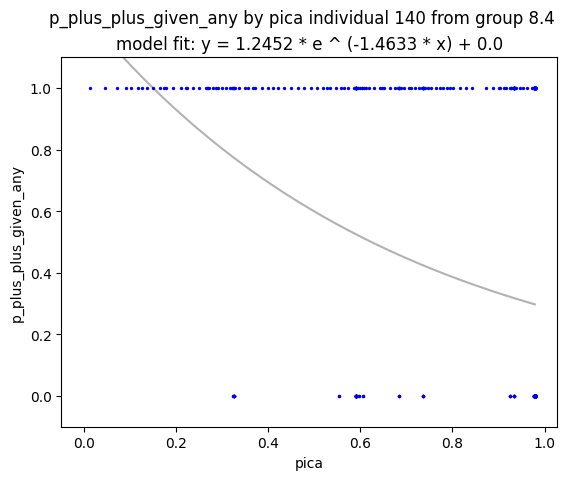 p_plus_plus_given_any by pica individual 140 from group 8.4
model fit: y = 1.2452 * e ^ (-1.4633 * x) + 0.0
p_plus_plus_given_any
1.0
0.8
0.6
0.4
0.2
0.0
0.0 0.2 0.4 0.6 0.8 1.0
pica